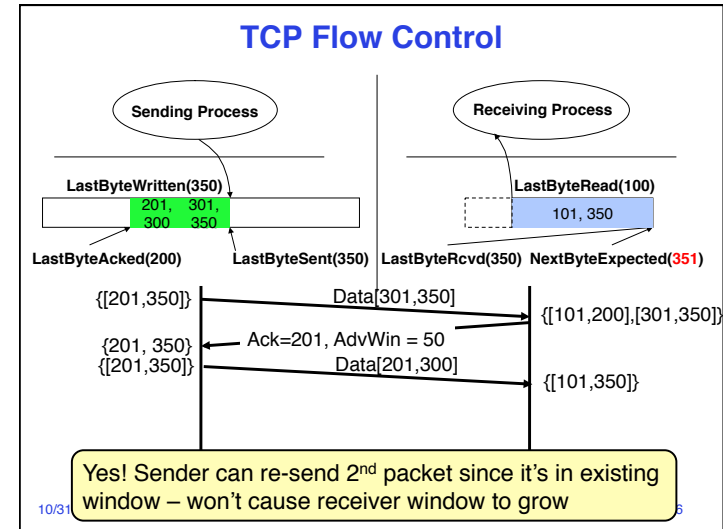 TCP Flow Control
Sending Process
Receiving Process
LastByteWritten(350)
LastByteRead(100)
201, 301,
300 350
101, 350
LastByteAcked(200)
LastByteSent(350)
LastByteRcvd(350)
NextByteExpected(351)
{[201,350]}
Data[301,350]
{[101,200],[301,350]}
Ack=201, AdvWin = 50
{201, 350}
{[201,350]}
Data[201,300]
{[101,350]}
Yes! Sender can re-send 2nd packet since it's in existing
window – won't cause receiver window to grow
10/31
6